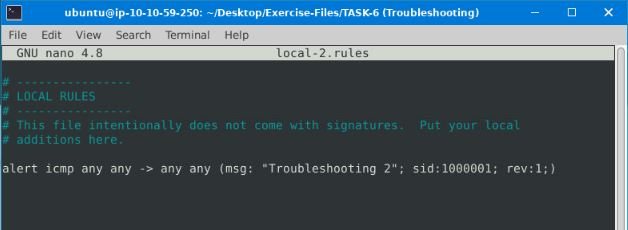 ubuntu@ip-10-10-59-250: ~/Desktop/Exercise-Files/TASK-6 (Troubleshooting)
File Edit View Search Terminal Help
GNU nano 4.8 local-2.rules
# ----------------
# LOCAL RULES
# ----------------
# This file intentionally does not come with signatures.  Put your local
# additions here.
alert icmp any any -> any any (msg: "Troubleshooting 2"; sid:1000001; rev:1;)